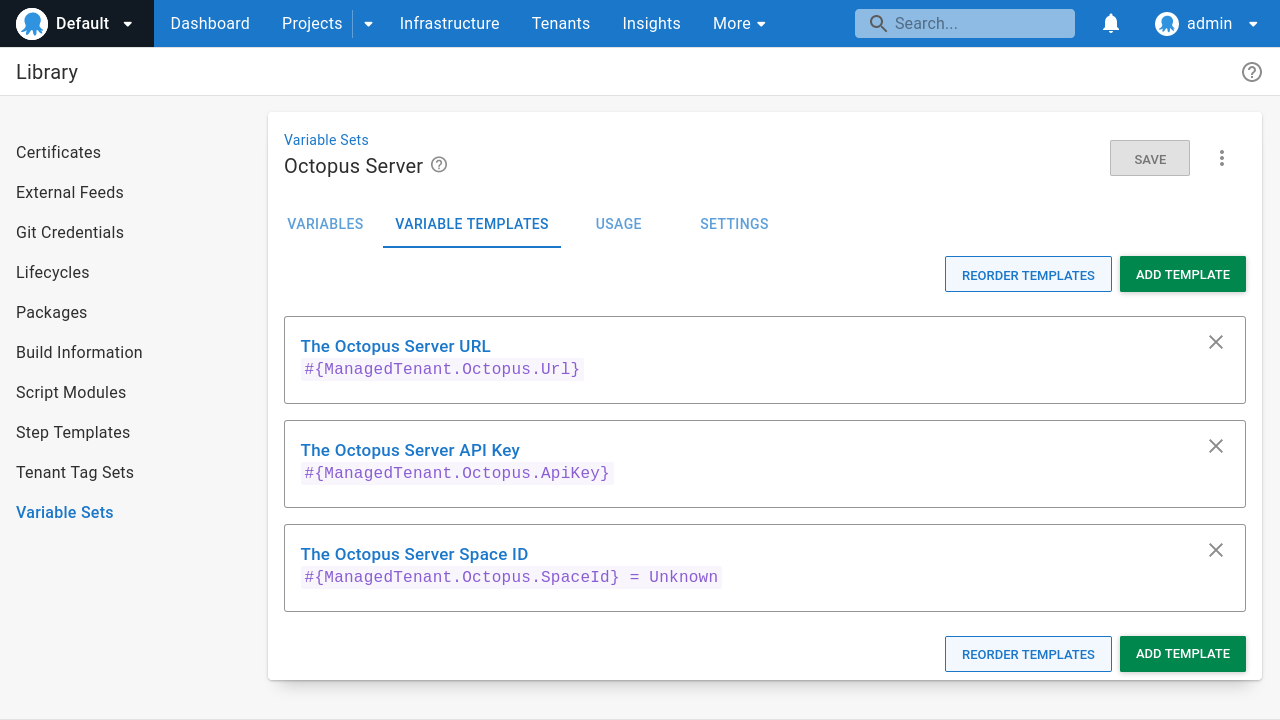 Default
Dashboard
Projects
Infrastructure
Tenants
Insights
More
Search...
admin
Library
Certificates
External Feeds
Git Credentials
Lifecycles
Packages
Build Information
Script Modules
Step Templates
Tenant Tag Sets
Variable Sets
Variable Sets
Octopus Server
SAVE
VARIABLES
VARIABLE TEMPLATES
USAGE
SETTINGS
REORDER TEMPLATES
ADD TEMPLATE
The Octopus Server URL
#{ManagedTenant.Octopus.Url}
The Octopus Server API Key
#{ManagedTenant.Octopus.ApiKey}
The Octopus Server Space ID
#{ManagedTenant.Octopus.SpaceId} = Unknown
REORDER TEMPLATES
ADD TEMPLATE